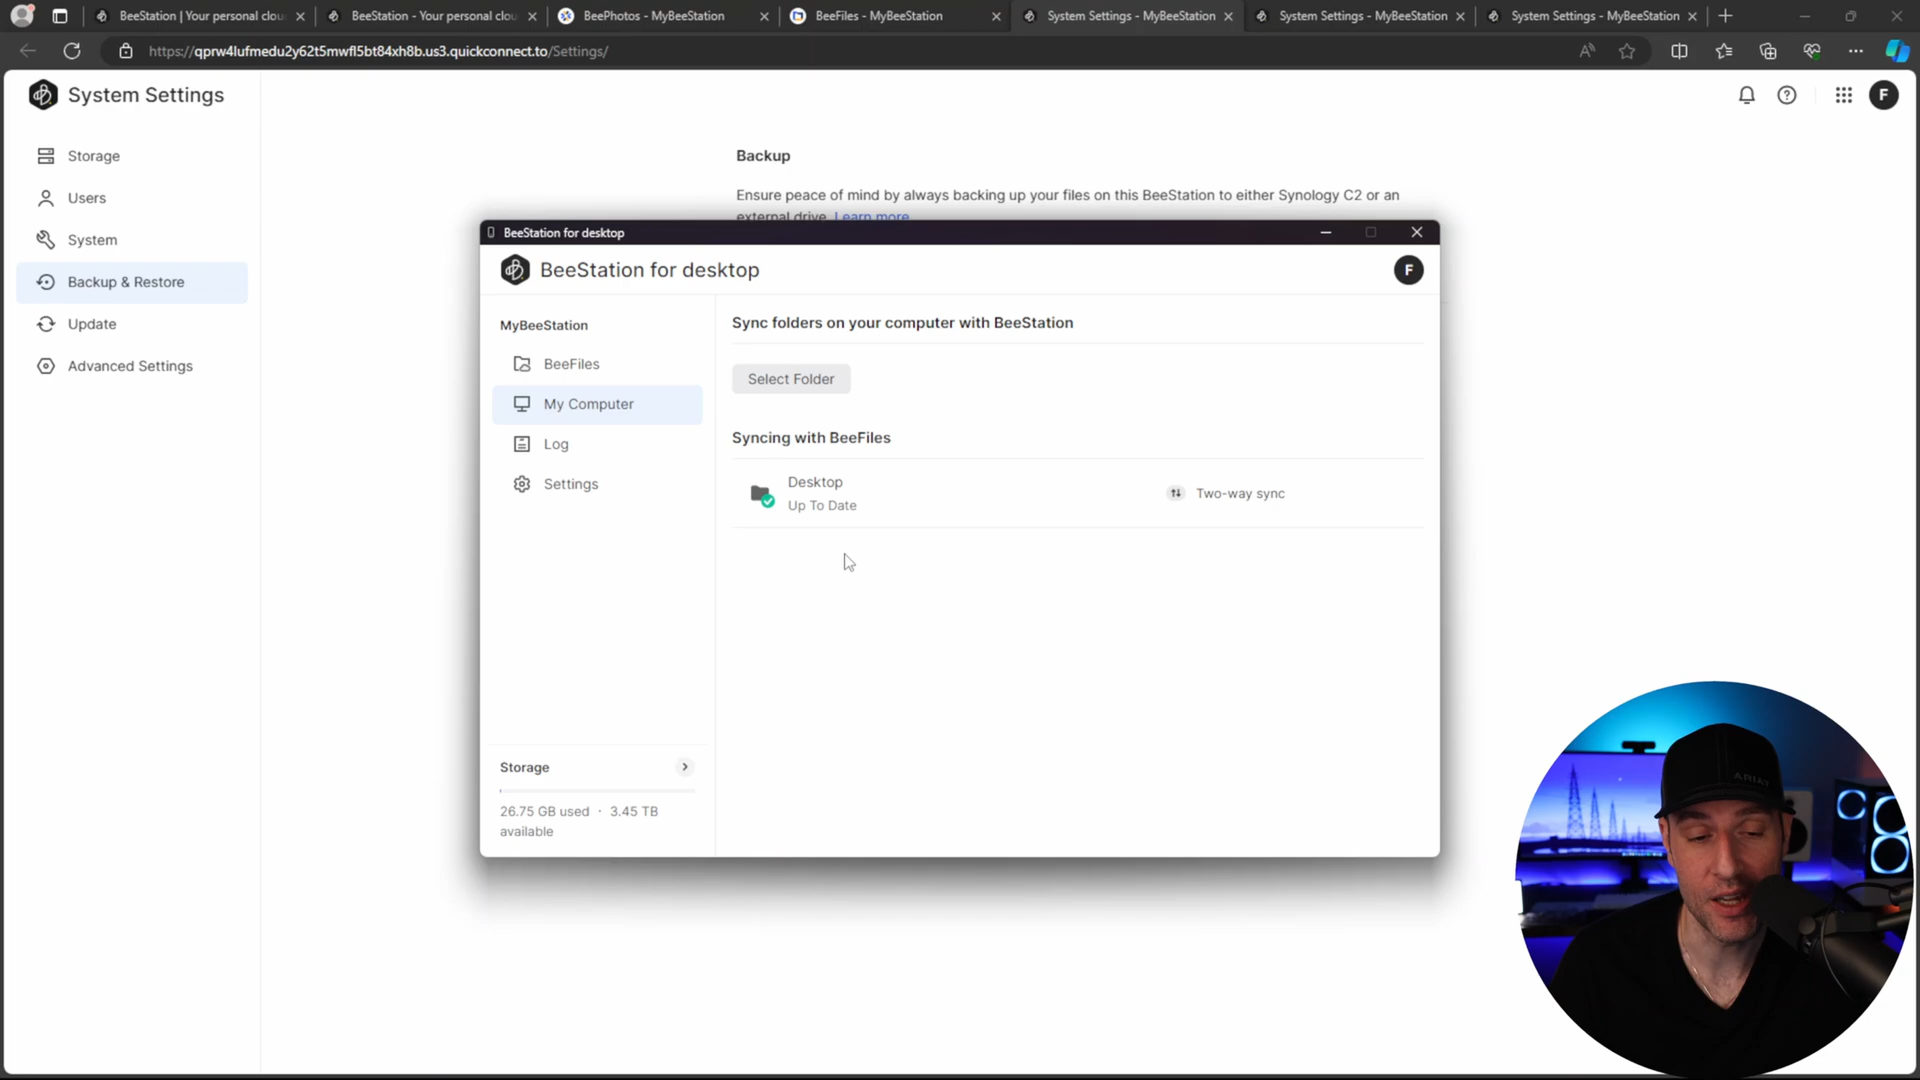 BeeStation | Your personal clou
BeeStation - Your personal clou
BeePhotos - MyBeeStation
BeeFiles - MyBeeStation
System Settings - MyBeeStation
System Settings - MyBeeStation
System Settings - MyBeeStation
https://qprw4lufmedu2y62t5mwfl5bt84xh8b.us3.quickconnect.to/Settings/
System Settings
F
Storage
Users
System
Backup & Restore
Update
Advanced Settings
Backup
Ensure peace of mind by always backing up your files on this BeeStation to either Synology C2 or an
external drive. Learn more
BeeStation for desktop
BeeStation for desktop
F
MyBeeStation
BeeFiles
My Computer
Log
Settings
Storage
26.75 GB used · 3.45 TB
available
Sync folders on your computer with BeeStation
Select Folder
Syncing with BeeFiles
Desktop
Up To Date
Two-way sync
ARIAT